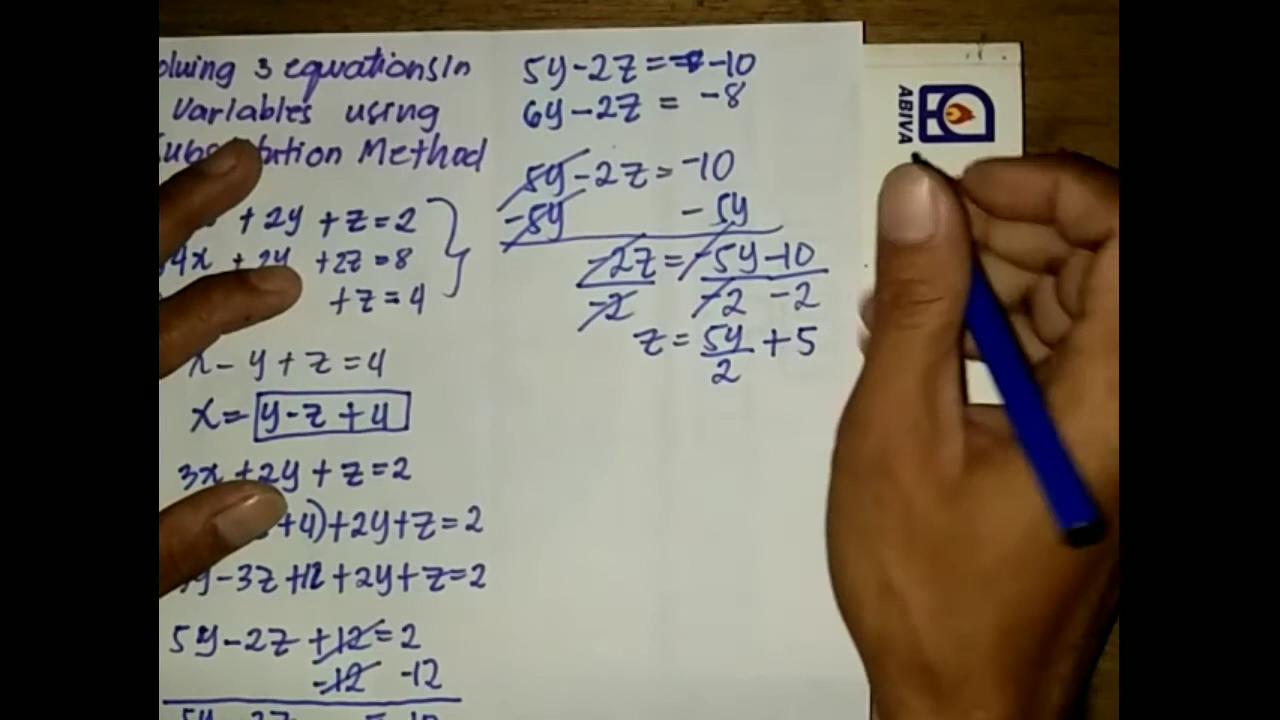 olving 3 equations in
Variables using
Method
+ 2y + z = 2
4x + 2y + 2z = 8
+ z = 4
x - y + z = 4
x = y - z + 4
3x + 2y + z = 2
+4) + 2y + z = 2
y - 3z + 12 + 2y + z = 2
5y - 2z + 12 = 2
-12 -12
5y - 2z = -10
6y - 2z = -8
5y - 2z = -10
-5y - 5y
-2z = -5y - 10
-2 -2 -2
z = 5y + 5
2
ABIVA